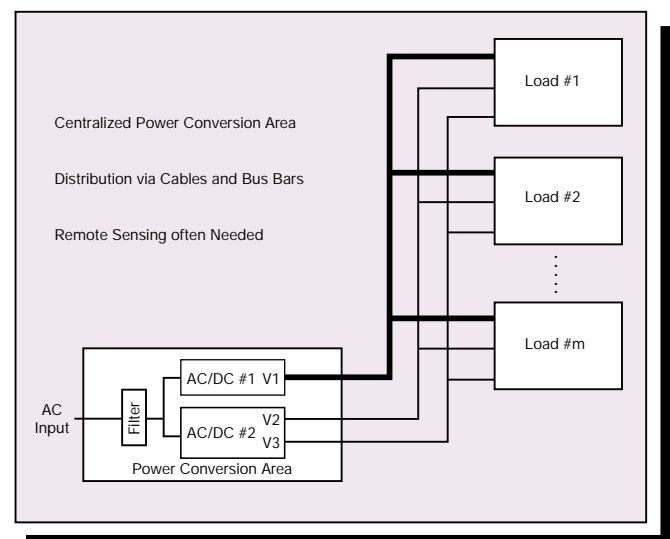 Load #1
Centralized Power Conversion Area
Distribution via Cables and Bus Bars
Load #2
Remote Sensing often Needed
Load #m
AC/DC #1 V1
AC
Input
Filter
AC/DC #2
V2
V3
Power Conversion Area